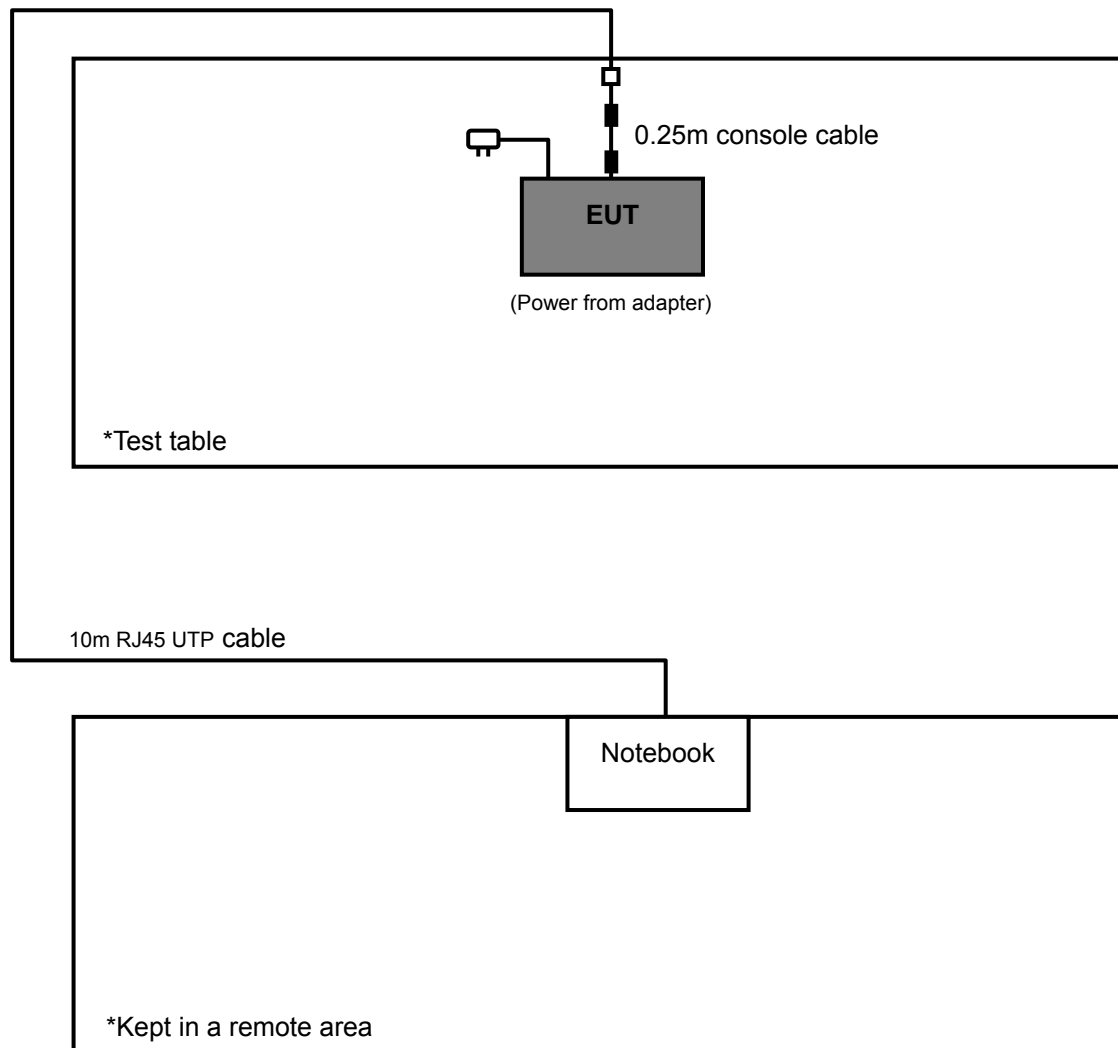 0.25m console cable
EUT
(Power from adapter)
*Test table
10m RJ45 UTP cable
Notebook
*Kept in a remote area